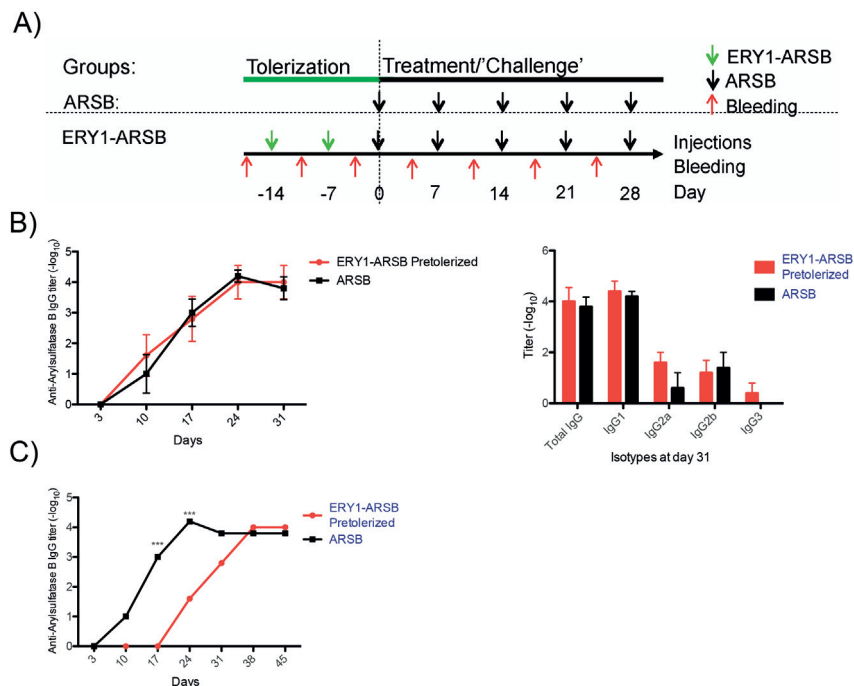 A)
Groups: Tolerization Treatment/'Challenge'
ERY1-ARSB
ARSB
Bleeding
ARSB:
ERY1-ARSB
Injections
Bleeding
-14 -7 0 7 14 21 28 Day
B)
Anti-Arylsulfatase B IgG titer (-log10)
5
4
3
2
1
0
3 10 17 24 31
Days
ERY1-ARSB Pretolerized
ARSB
Titer (-log10)
6
4
2
0
Total IgG IgG1 IgG2a IgG2b IgG3
Isotypes at day 31
ERY1-ARSB
Pretolerized
ARSB
C)
Anti-Arylsulfatase B IgG titer (-log10)
5
4
3
2
1
0
*** ***
3 10 17 24 31 38 45
Days
ERY1-ARSB
Pretolerized
ARSB